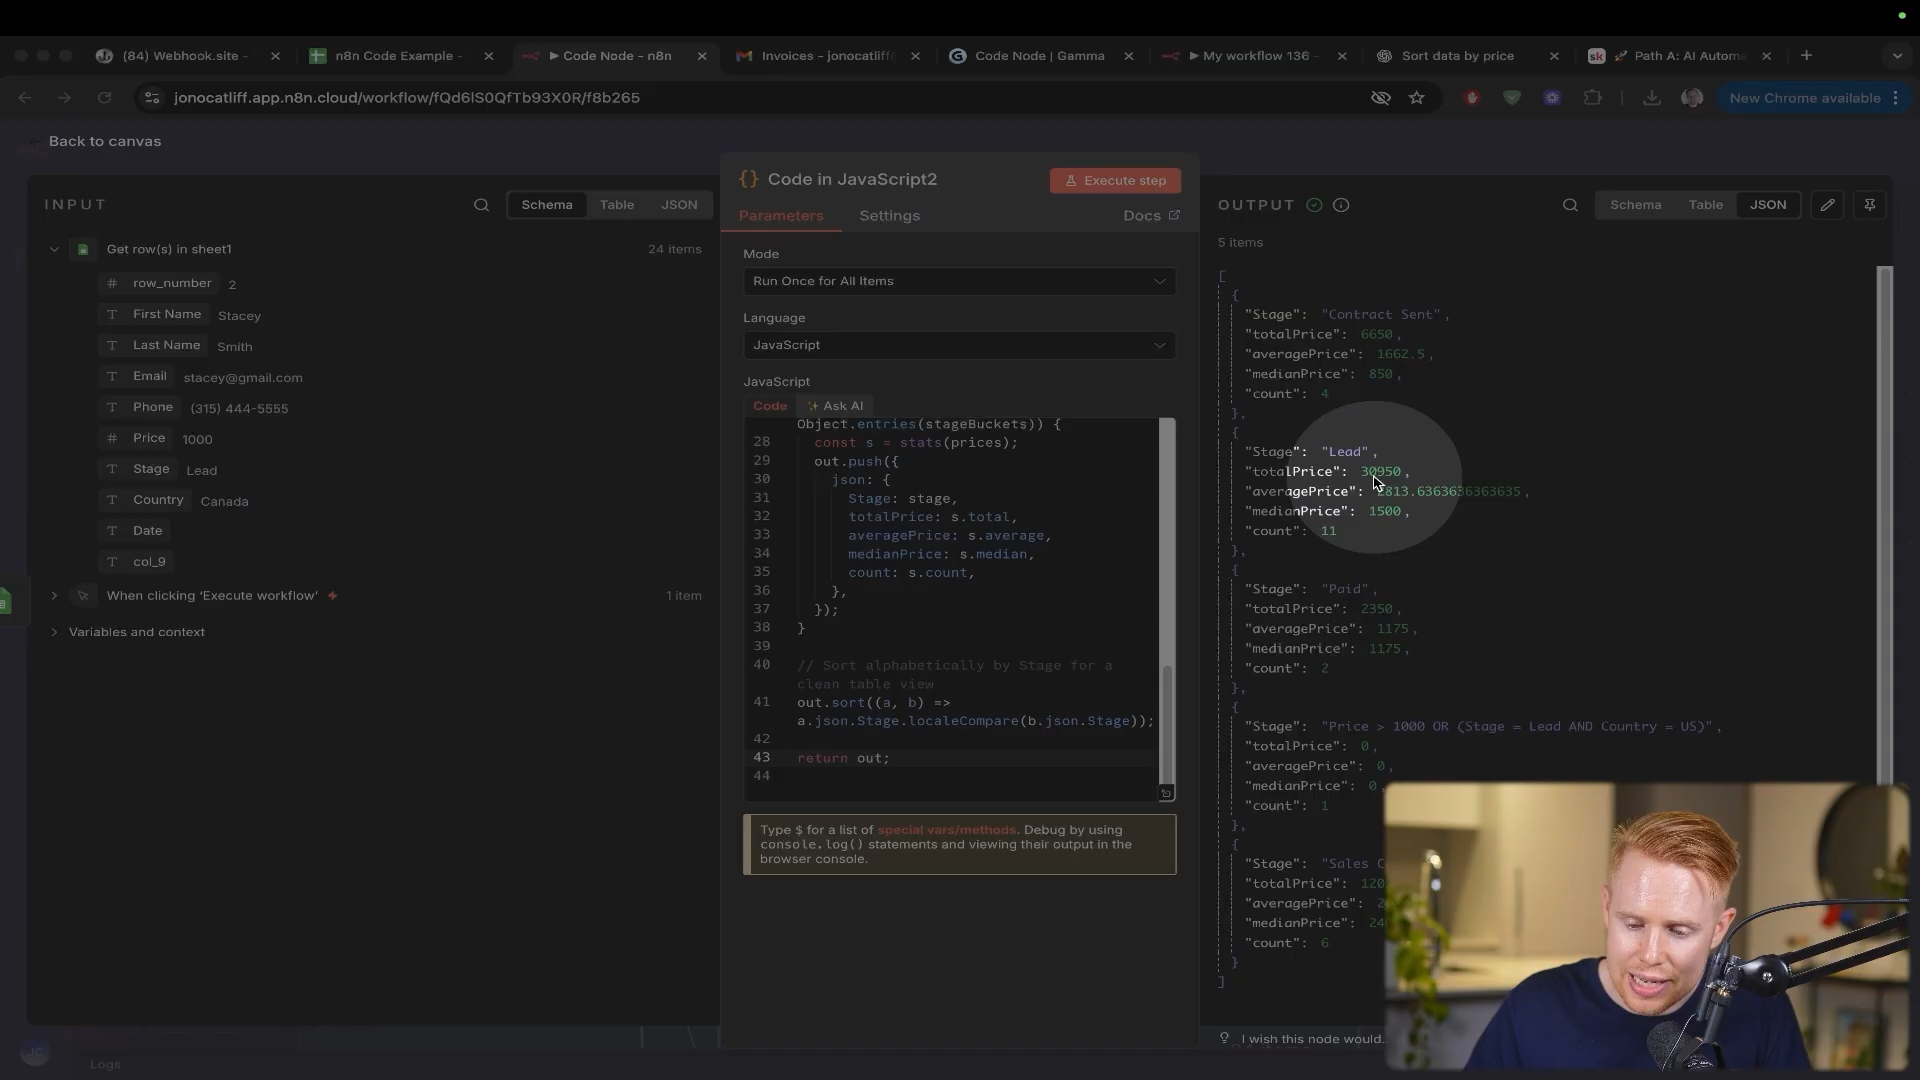 (84) Webhook.site -
n8n Code Example -
▶ Code Node - n8n
Invoices – jonocatliff
Code Node | Gamma
▶ My workflow 136 -
Sort data by price
sk 🚀 Path A: AI Automa
jonocatliff.app.n8n.cloud/workflow/fQd6lS0QfTb93X0R/f8b265
New Chrome available
Back to canvas
INPUT
Schema
Table
JSON
Get row(s) in sheet1
24 items
# row_number 2
T First Name Stacey
T Last Name Smith
T Email stacey@gmail.com
T Phone (315) 444-5555
# Price 1000
T Stage Lead
T Country Canada
T Date
T col_9
When clicking ‘Execute workflow’
1 item
Variables and context
JC
Logs
{} Code in JavaScript2
Execute step
Parameters
Settings
Docs
Mode
Run Once for All Items
Language
JavaScript
JavaScript
Code
Ask AI
Object.entries(stageBuckets)) {
28 const s = stats(prices);
29 out.push({
30 json: {
31 Stage: stage,
32 totalPrice: s.total,
33 averagePrice: s.average,
34 medianPrice: s.median,
35 count: s.count,
36 },
37 });
38 }
39
40 // Sort alphabetically by Stage for a
clean table view
41 out.sort((a, b) =>
a.json.Stage.localeCompare(b.json.Stage));
42
43 return out;
44
Type $ for a list of special vars/methods. Debug by using
console.log() statements and viewing their output in the
browser console.
OUTPUT
Schema
Table
JSON
5 items
[
{
"Stage": "Contract Sent",
"totalPrice": 6650,
"averagePrice": 1662.5,
"medianPrice": 850,
"count": 4
},
{
"Stage": "Lead",
"totalPrice": 30950,
"averagePrice": 2813.6363636363635,
"medianPrice": 1500,
"count": 11
},
{
"Stage": "Paid",
"totalPrice": 2350,
"averagePrice": 1175,
"medianPrice": 1175,
"count": 2
},
{
"Stage": "Price > 1000 OR (Stage = Lead AND Country = US)",
"totalPrice": 0,
"averagePrice": 0,
"medianPrice": 0
"count": 1
},
{
"Stage": "Sales C
"totalPrice": 120
"averagePrice": 2
"medianPrice": 24
"count": 6
}
]
I wish this node would..